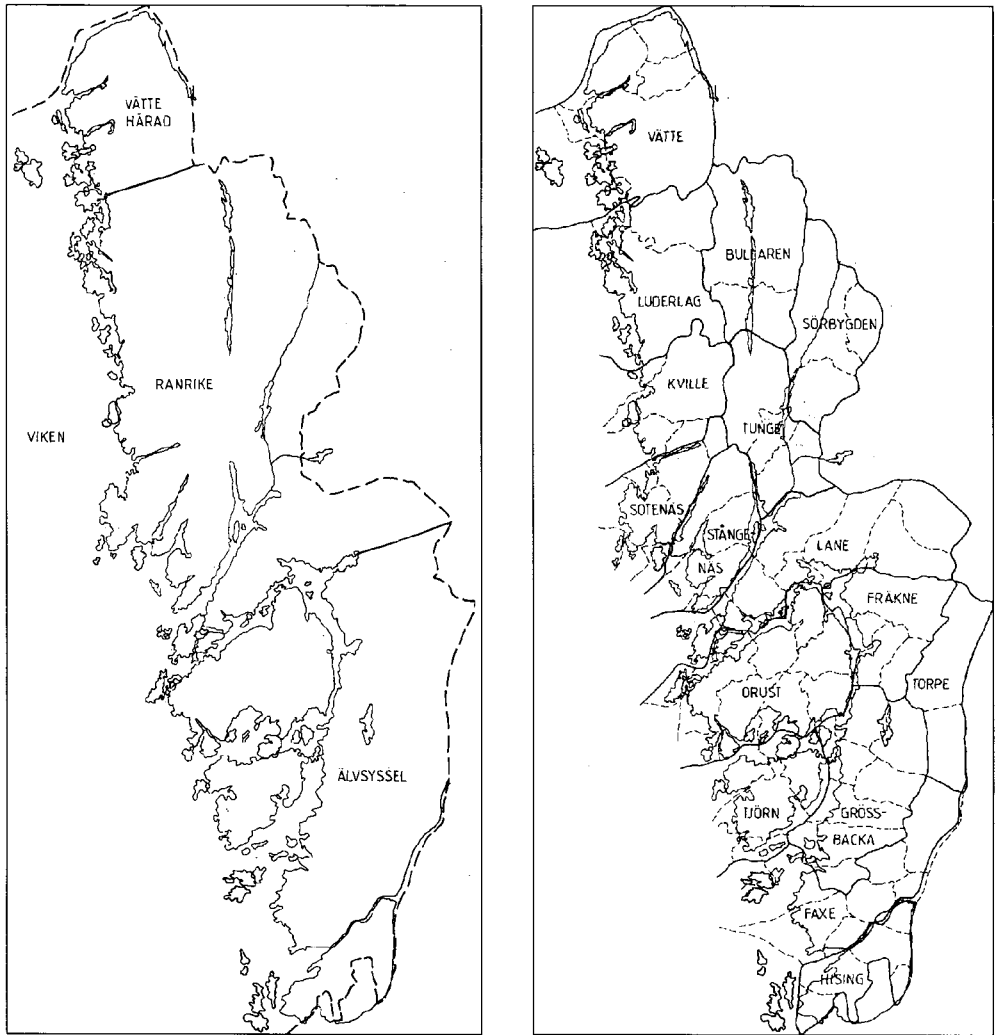 VÄTTE
HÄRAD
RANRIKE
VIKEN
ÄLVSYSSEL
VÄTTE
BULLAREN
LUDERLAG
SÖRBYGDEN
KVILLE
TUNGE
SOTENÄS
STÅNGE-
NÄS
LANE
FRÄKNE
TORPE
ORUST
TJÖRN
GRÖSS-
BACKA
FAXE
HISING